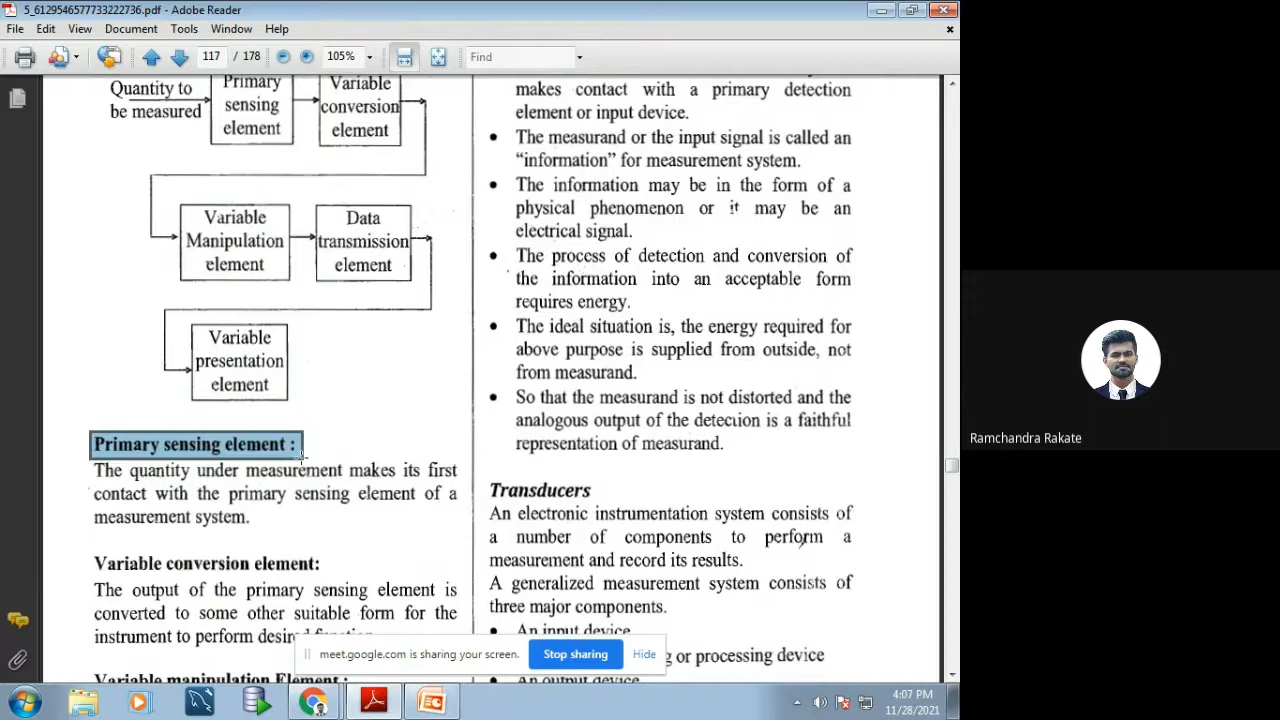 5_6129546577733222736.pdf - Adobe Reader
File Edit View Document Tools Window Help
117 / 178 105% Find
Quantity to
be measured
Primary
sensing
element
Variable
conversion
element
Variable
Manipulation
element
Data
transmission
element
Variable
presentation
element
Primary sensing element :
The quantity under measurement makes its first
contact with the primary sensing element of a
measurement system.
Variable conversion element:
The output of the primary sensing element is
converted to some other suitable form for the
instrument to perform desired function.
Variable manipulation Element :
makes contact with a primary detection
element or input device.
• The measurand or the input signal is called an
“information” for measurement system.
• The information may be in the form of a
physical phenomenon or it may be an
electrical signal.
• The process of detection and conversion of
the information into an acceptable form
requires energy.
• The ideal situation is, the energy required for
above purpose is supplied from outside, not
from measurand.
• So that the measurand is not distorted and the
analogous output of the detection is a faithful
representation of measurand.
Transducers
An electronic instrumentation system consists of
a number of components to perform a
measurement and record its results.
A generalized measurement system consists of
three major components.
• An input device
g or processing device
An output device
meet.google.com is sharing your screen. Stop sharing Hide
Ramchandra Rakate
4:07 PM
11/28/2021